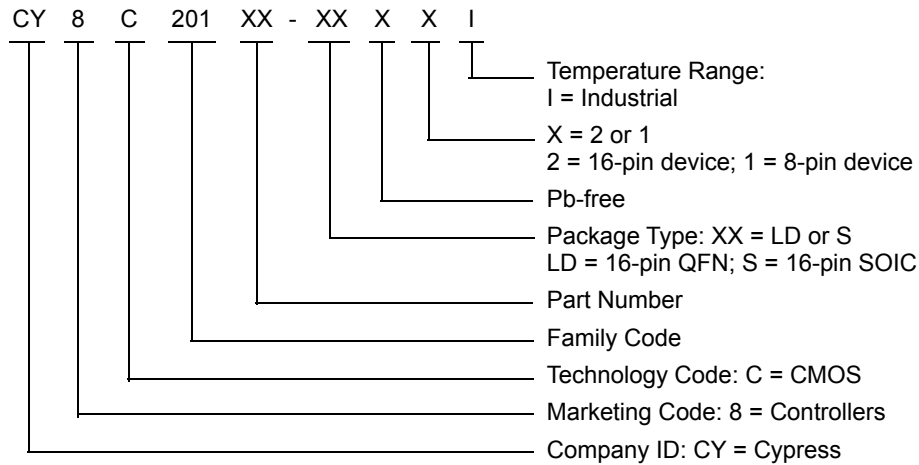 CY 8 C 201 XX - XX X X I
Temperature Range:
I = Industrial
X = 2 or 1
2 = 16-pin device; 1 = 8-pin device
Pb-free
Package Type: XX = LD or S
LD = 16-pin QFN; S = 16-pin SOIC
Part Number
Family Code
Technology Code: C = CMOS
Marketing Code: 8 = Controllers
Company ID: CY = Cypress